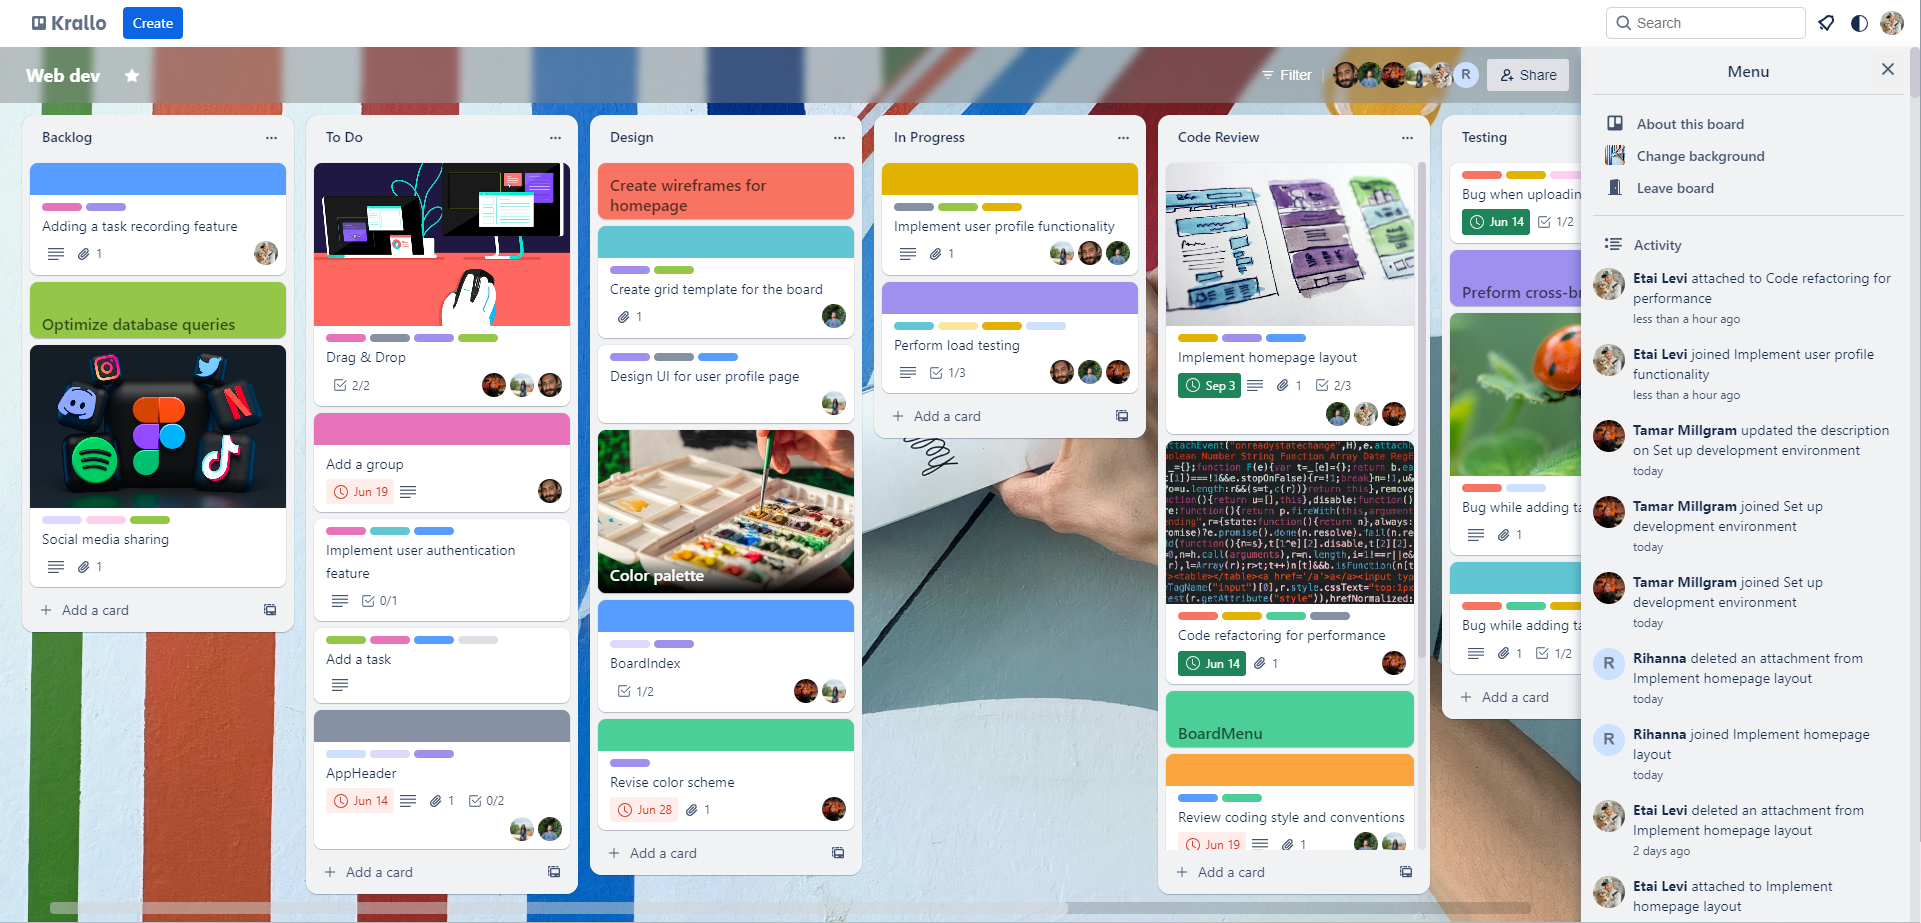 Krallo
Create
Search
Web dev
Filter
R
Share
Menu
Backlog
Adding a task recording feature
1
Optimize database queries
Social media sharing
1
Add a card
To Do
Drag & Drop
2/2
Add a group
Jun 19
Implement user authentication
feature
0/1
Add a task
AppHeader
Jun 14
1
0/2
Add a card
Design
Create wireframes for
homepage
Create grid template for the board
1
Design UI for user profile page
Color palette
BoardIndex
1/2
Revise color scheme
Jun 28
1
Add a card
In Progress
Implement user profile functionality
1
Perform load testing
1/3
Add a card
Code Review
Implement homepage layout
Sep 3
1
2/3
Code refactoring for performance
Jun 14
1
BoardMenu
Review coding style and conventions
Jun 19
1
Add a card
Testing
Bug when uploadin
Jun 14
1/2
Preform cross-br
Bug while adding ta
1
Bug while adding ta
1
1/2
Add a card
About this board
Change background
Leave board
Activity
Etai Levi attached to Code refactoring for
performance
less than a hour ago
Etai Levi joined Implement user profile
functionality
less than a hour ago
Tamar Millgram updated the description
on Set up development environment
today
Tamar Millgram joined Set up
development environment
today
Tamar Millgram joined Set up
development environment
today
R
Rihanna deleted an attachment from
Implement homepage layout
today
R
Rihanna joined Implement homepage
layout
today
Etai Levi deleted an attachment from
Implement homepage layout
2 days ago
Etai Levi attached to Implement
homepage layout